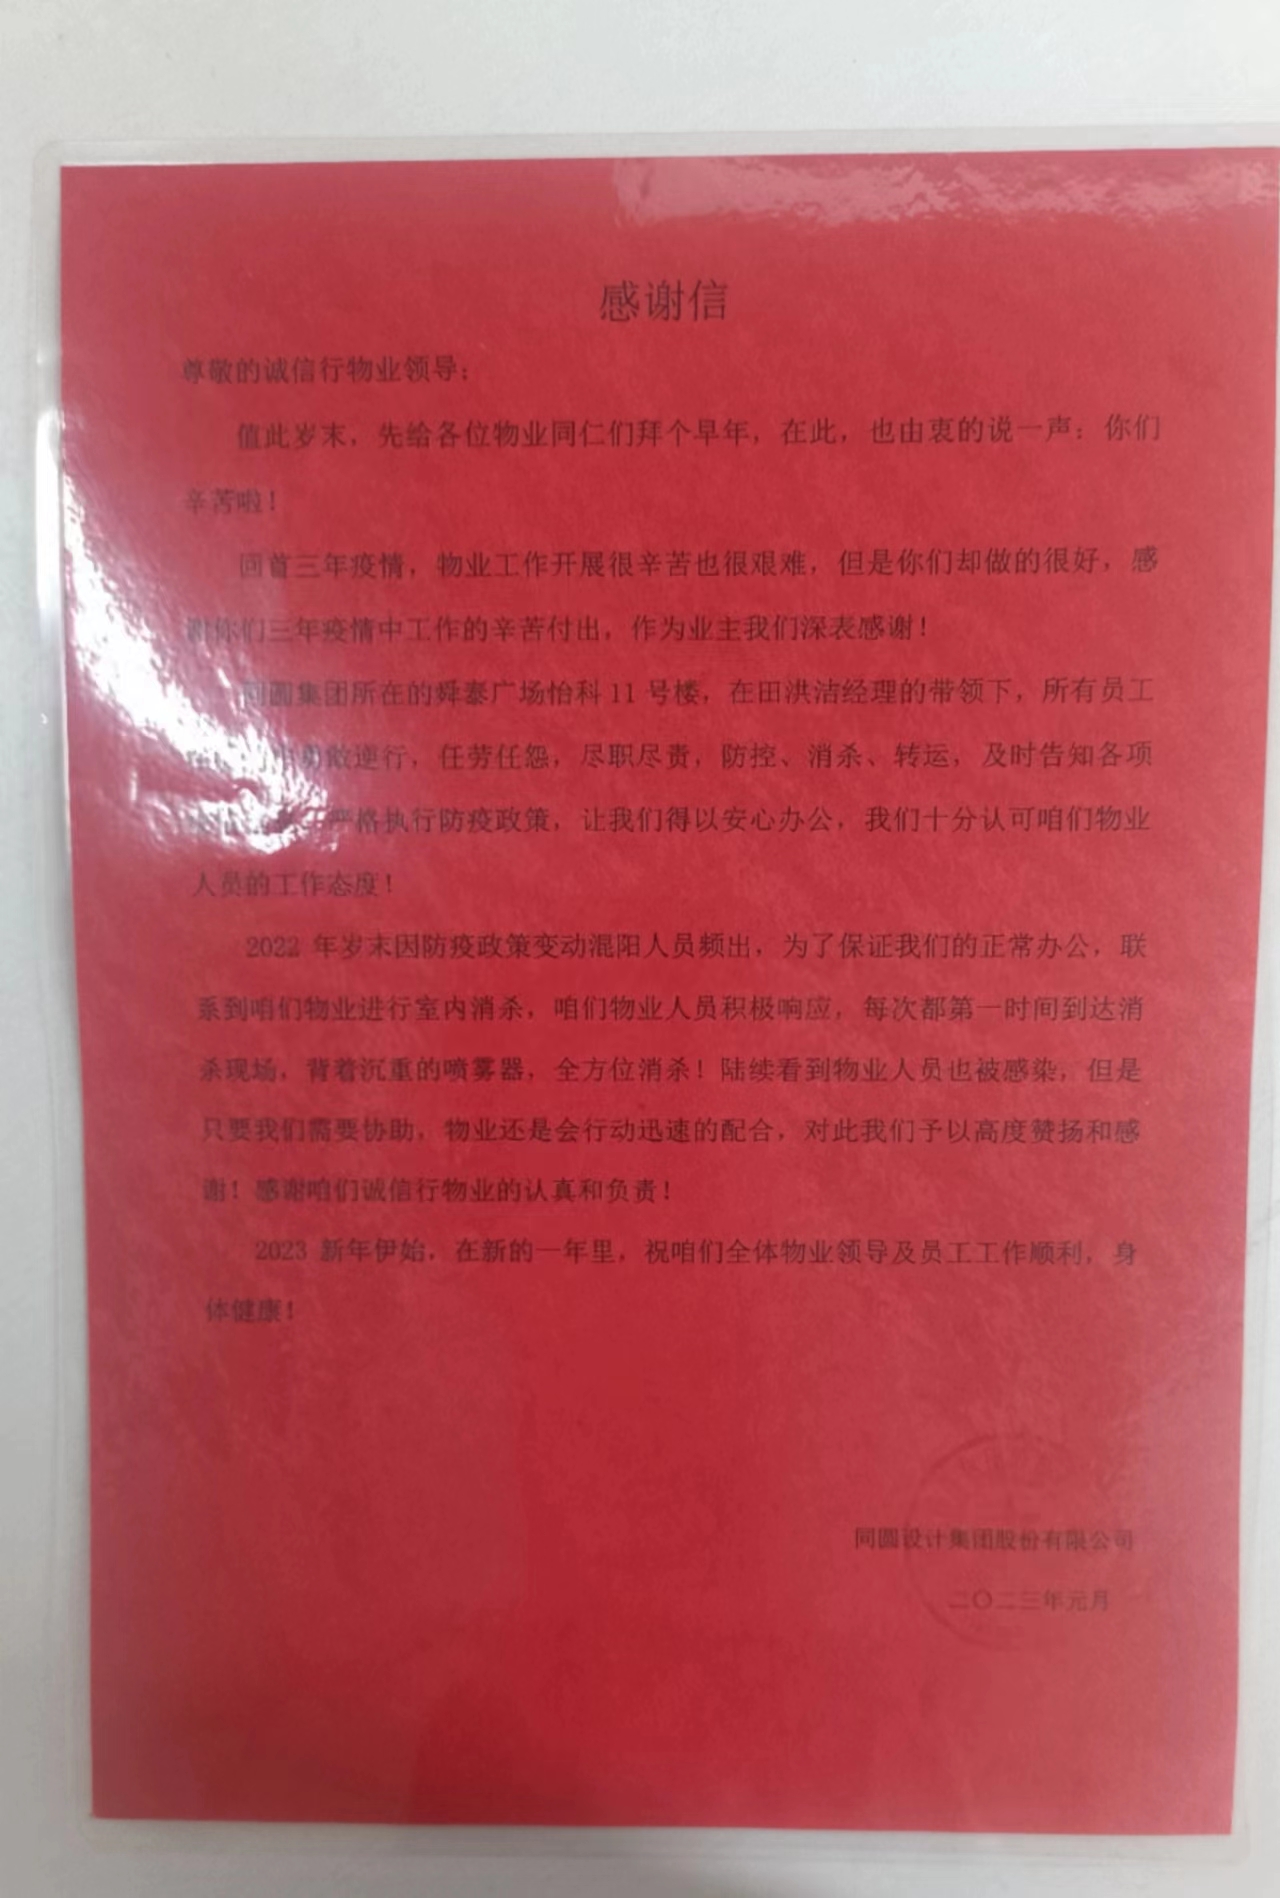 感谢信
尊敬的诚信行物业领导：
值此岁末，先给各位物业同仁们拜个早年，在此，也由衷的说一声：你们
辛苦啦！
回首三年疫情，物业工作开展很辛苦也很艰难，但是你们却做的很好，感
谢你们三年疫情中工作的辛苦付出，作为业主我们深表感谢！
同圆集团所在的舜泰广场怡科 11 号楼，在田洪洁经理的带领下，所有员工
勇敢逆行，任劳任怨，尽职尽责，防控、消杀、转运，及时告知各项
严格执行防疫政策，让我们得以安心办公，我们十分认可咱们物业
人员的工作态度！
2022 年岁末因防疫政策变动混阳人员频出，为了保证我们的正常办公，联
系到咱们物业进行室内消杀，咱们物业人员积极响应，每次都第一时间到达消
杀现场，背着沉重的喷雾器，全方位消杀！陆续看到物业人员也被感染，但是
只要我们需要协助，物业还是会行动迅速的配合，对此我们予以高度赞扬和感
谢！感谢咱们诚信行物业的认真和负责！
2023 新年伊始，在新的一年里，祝咱们全体物业领导及员工工作顺利，身
体健康！
同圆设计集团股份有限公司
二〇二三年元月